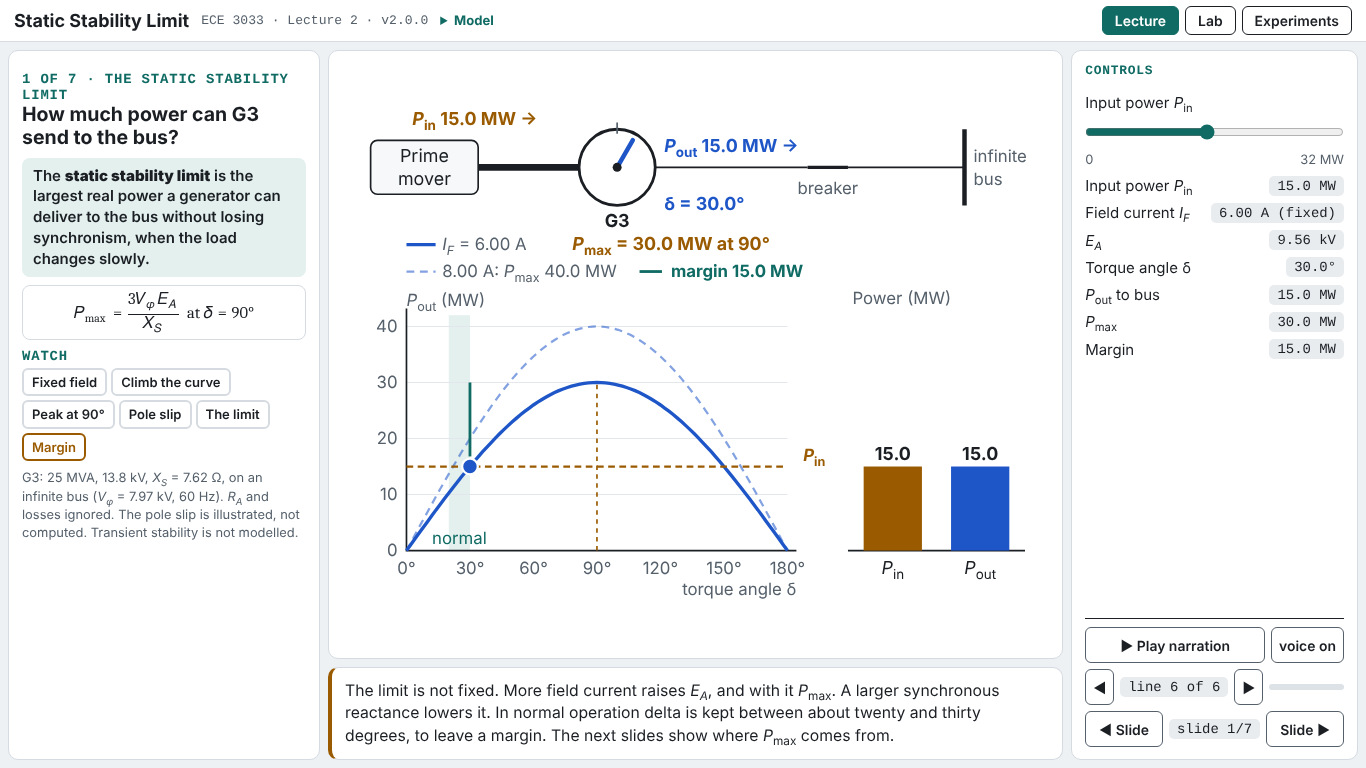 Static Stability Limit ECE 3033 · Lecture 2 · v2.0.0 ▶ Model
Lecture Lab Experiments
1 OF 7 · THE STATIC STABILITY
LIMIT
How much power can G3
send to the bus?
The static stability limit is the
largest real power a generator can
deliver to the bus without losing
synchronism, when the load
changes slowly.
Pmax = 3Vφ EA / XS at δ = 90°
WATCH
Fixed field Climb the curve
Peak at 90° Pole slip The limit
Margin
G3: 25 MVA, 13.8 kV, XS = 7.62 Ω, on an
infinite bus (Vφ = 7.97 kV, 60 Hz). RA and
losses ignored. The pole slip is illustrated, not
computed. Transient stability is not modelled.
Pin 15.0 MW →
Prime
mover
Pout 15.0 MW →
δ = 30.0°
G3
breaker
infinite
bus
IF = 6.00 A Pmax = 30.0 MW at 90°
8.00 A: Pmax 40.0 MW margin 15.0 MW
Pout (MW)
40
30
20
10
0
normal
0° 30° 60° 90° 120° 150° 180°
torque angle δ
Pin
Power (MW)
15.0 15.0
Pin Pout
The limit is not fixed. More field current raises EA, and with it Pmax. A larger synchronous
reactance lowers it. In normal operation delta is kept between about twenty and thirty
degrees, to leave a margin. The next slides show where Pmax comes from.
CONTROLS
Input power Pin
0 32 MW
Input power Pin 15.0 MW
Field current IF 6.00 A (fixed)
EA 9.56 kV
Torque angle δ 30.0°
Pout to bus 15.0 MW
Pmax 30.0 MW
Margin 15.0 MW
▶ Play narration voice on
◀ line 6 of 6 ▶
◀ Slide slide 1/7 Slide ▶